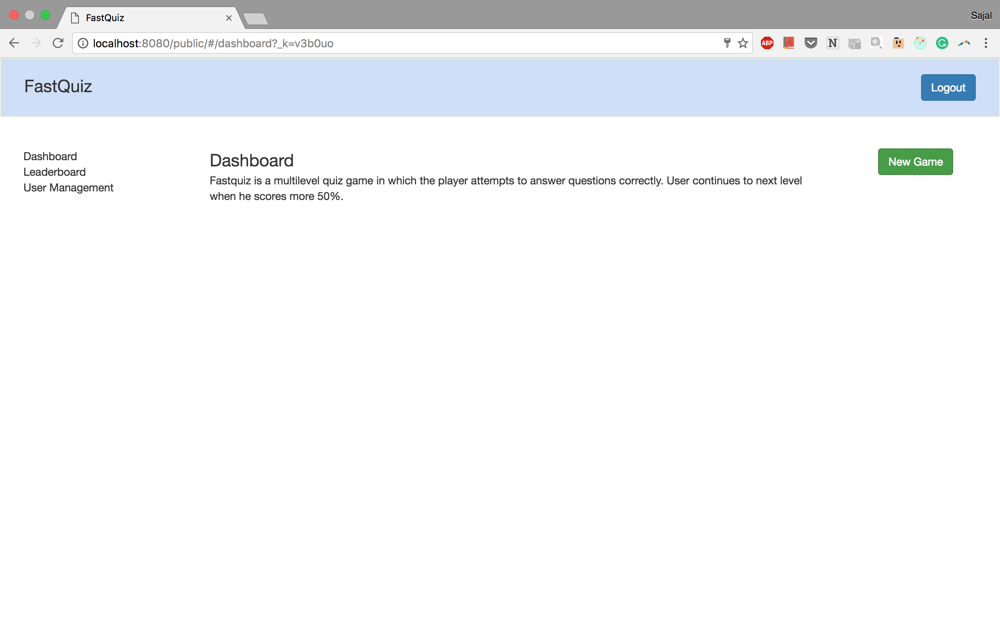 FastQuiz
Sajal
localhost:8080/public/#/dashboard?_k=v3b0uo
ABP
A
N
G
FastQuiz
Logout
Dashboard
Leaderboard
User Management
Dashboard
New Game
Fastquiz is a multilevel quiz game in which the player attempts to answer questions correctly. User continues to next level
when he scores more 50%.